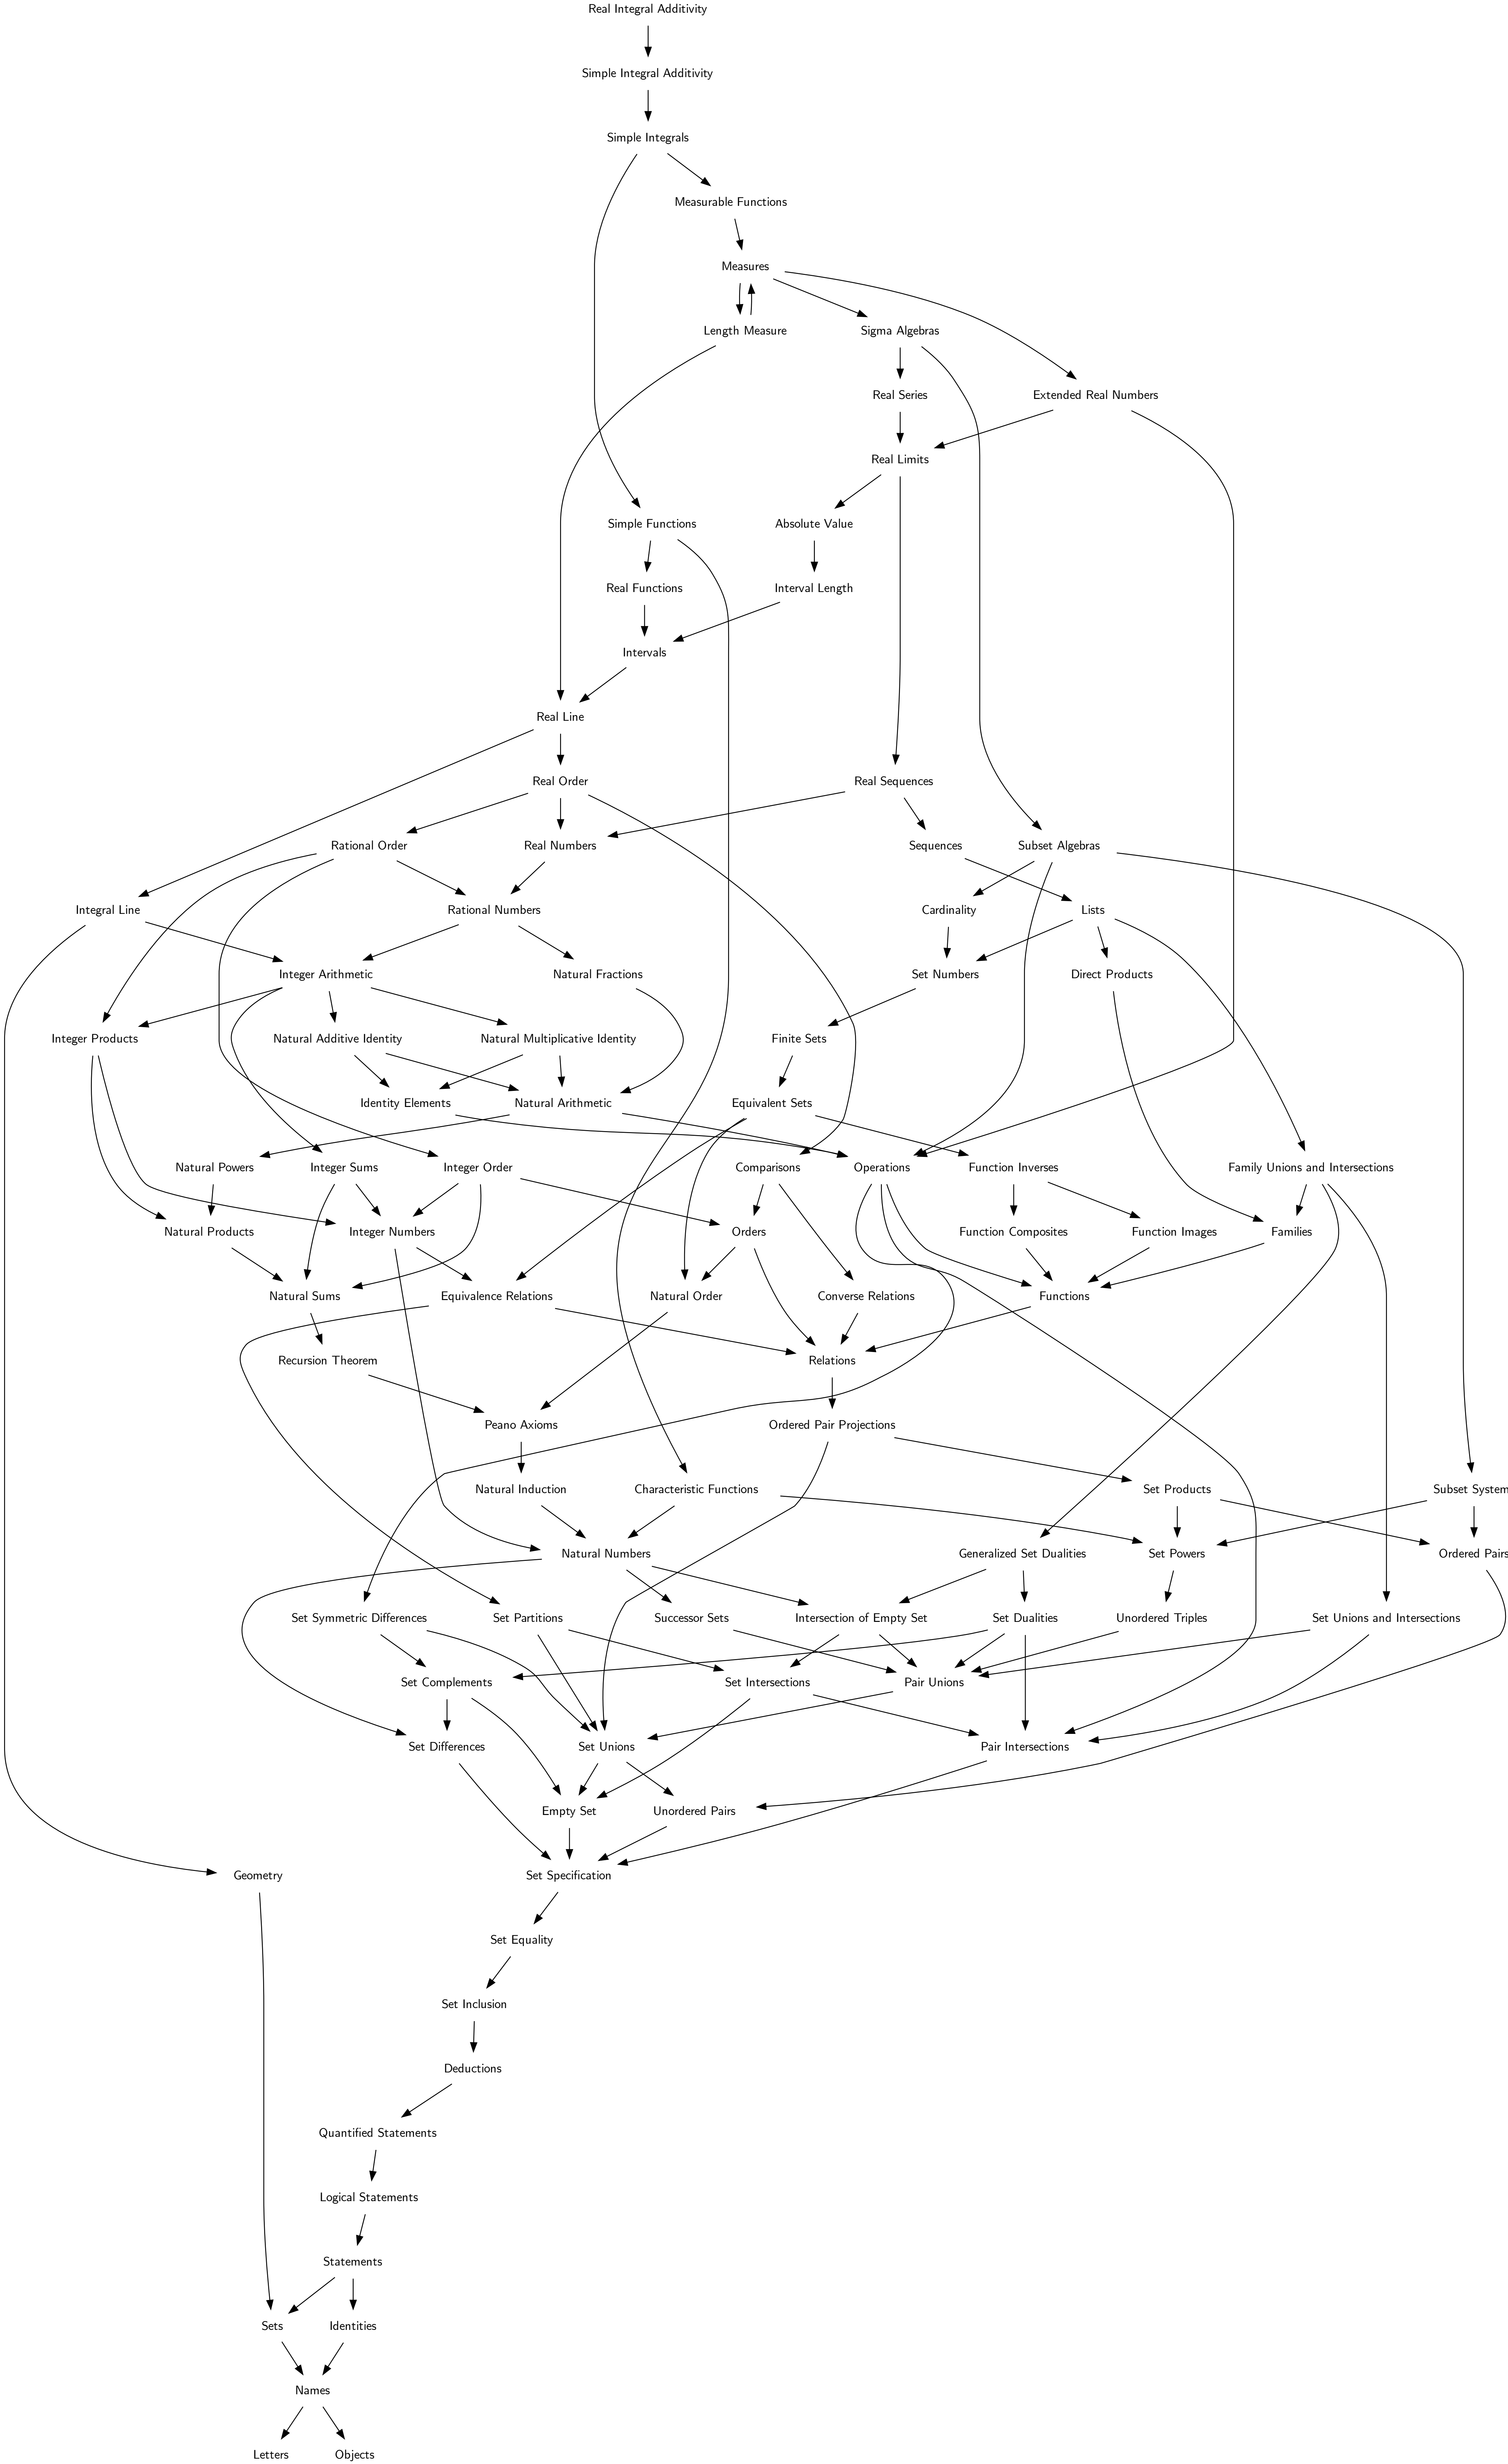 Real Integral Additivity
Simple Integral Additivity
Simple Integrals
Measurable Functions
Measures
Length Measure
Sigma Algebras
Real Series
Extended Real Numbers
Real Limits
Simple Functions
Absolute Value
Real Functions
Interval Length
Intervals
Real Line
Real Order
Real Sequences
Rational Order
Real Numbers
Sequences
Subset Algebras
Integral Line
Rational Numbers
Cardinality
Lists
Integer Arithmetic
Natural Fractions
Set Numbers
Direct Products
Integer Products
Natural Additive Identity
Natural Multiplicative Identity
Finite Sets
Identity Elements
Natural Arithmetic
Equivalent Sets
Natural Powers
Integer Sums
Integer Order
Comparisons
Operations
Function Inverses
Family Unions and Intersections
Natural Products
Integer Numbers
Orders
Function Composites
Function Images
Families
Natural Sums
Equivalence Relations
Natural Order
Converse Relations
Functions
Recursion Theorem
Relations
Peano Axioms
Ordered Pair Projections
Natural Induction
Characteristic Functions
Set Products
Subset System
Natural Numbers
Generalized Set Dualities
Set Powers
Ordered Pairs
Set Symmetric Differences
Set Partitions
Successor Sets
Intersection of Empty Set
Set Dualities
Unordered Triples
Set Unions and Intersections
Set Complements
Set Intersections
Pair Unions
Set Differences
Set Unions
Pair Intersections
Empty Set
Unordered Pairs
Geometry
Set Specification
Set Equality
Set Inclusion
Deductions
Quantified Statements
Logical Statements
Statements
Sets
Identities
Names
Letters
Objects